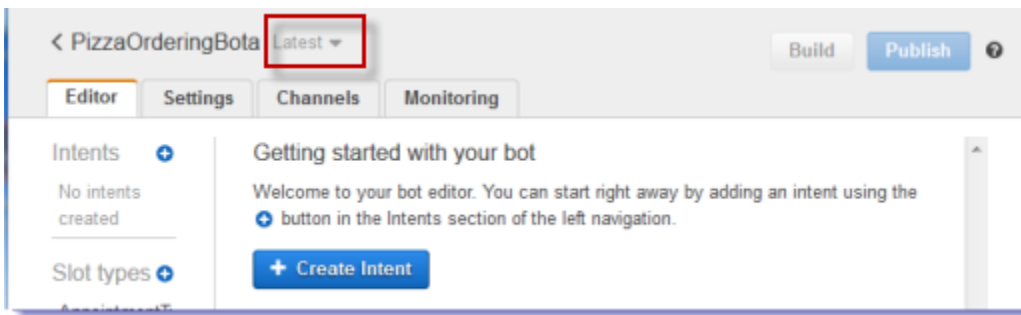 < PizzaOrderingBota Latest
Build Publish
Editor Settings Channels Monitoring
Intents
No intents
created
Slot types
Getting started with your bot
Welcome to your bot editor. You can start right away by adding an intent using the
button in the Intents section of the left navigation.
+ Create Intent